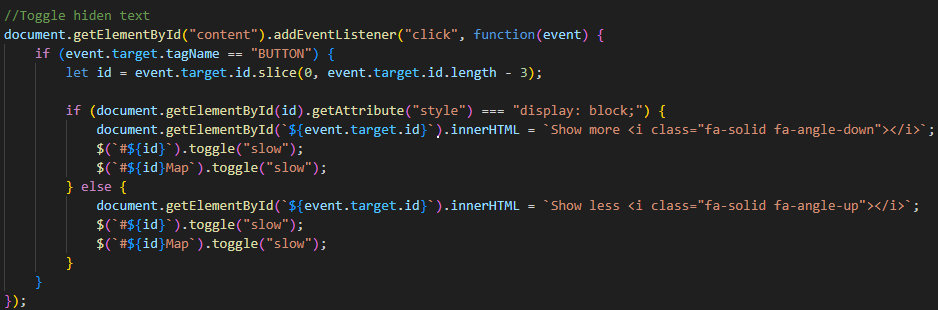 //Toggle hiden text
document.getElementById("content").addEventListener("click", function(event) {
    if (event.target.tagName == "BUTTON") {
        let id = event.target.id.slice(0, event.target.id.length - 3);

        if (document.getElementById(id).getAttribute("style") === "display: block;") {
            document.getElementById(`${event.target.id}`).innerHTML = `Show more <i class="fa-solid fa-angle-down"></i>`;
            $(`#${id}`).toggle("slow");
            $(`#${id}Map`).toggle("slow");
        } else {
            document.getElementById(`${event.target.id}`).innerHTML = `Show less <i class="fa-solid fa-angle-up"></i>`;
            $(`#${id}`).toggle("slow");
            $(`#${id}Map`).toggle("slow");
        }
    }
});